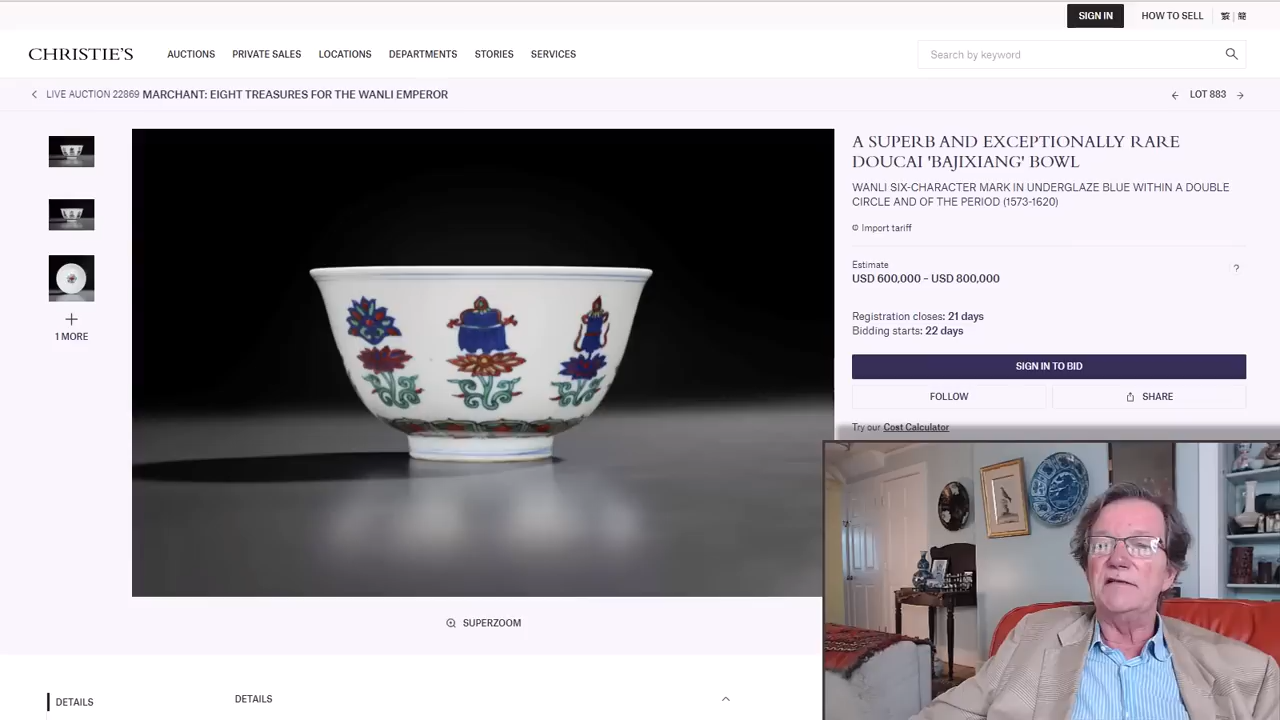 SIGN IN
HOW TO SELL
繁 | 簡
CHRISTIE'S
AUCTIONS
PRIVATE SALES
LOCATIONS
DEPARTMENTS
STORIES
SERVICES
Search by keyword
LIVE AUCTION 22869 MARCHANT: EIGHT TREASURES FOR THE WANLI EMPEROR
LOT 883
1 MORE
A SUPERB AND EXCEPTIONALLY RARE
DOUCAI 'BAJIXIANG' BOWL
WANLI SIX-CHARACTER MARK IN UNDERGLAZE BLUE WITHIN A DOUBLE
CIRCLE AND OF THE PERIOD (1573-1620)
Import tariff
Estimate
USD 600,000 – USD 800,000
?
Registration closes: 21 days
Bidding starts: 22 days
SIGN IN TO BID
FOLLOW
SHARE
Try our Cost Calculator
SUPERZOOM
DETAILS
DETAILS